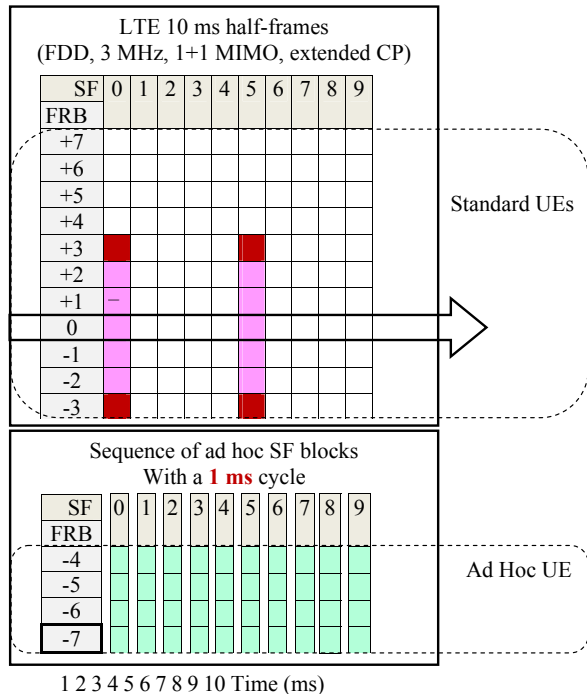 LTE 10 ms half-frames
(FDD, 3 MHz, 1+1 MIMO, extended CP)
SF 0 1 2 3 4 5 6 7 8 9
FRB
+7
+6
+5
Standard UEs
+4
+3
+2
+1 –
0
-1
-2
-3
Sequence of ad hoc SF blocks
With a 1 ms cycle
SF 0 1 2 3 4 5 6 7 8 9
FRB
-4
Ad Hoc UE
-5
-6
-7
1 2 3 4 5 6 7 8 9 10 Time (ms)